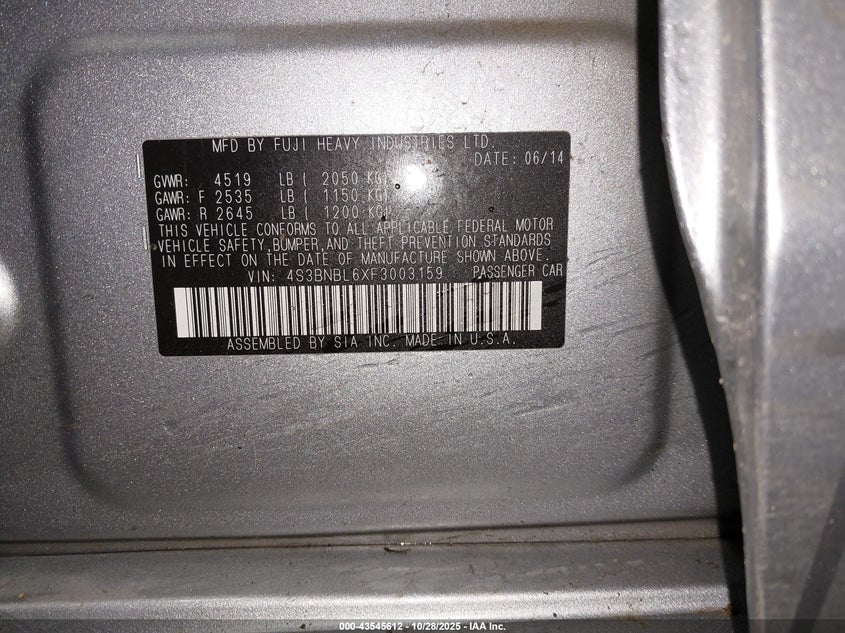 MFD BY FUJI HEAVY INDUSTRIES LTD.
DATE: 06/14
GVWR: 4519 LB ( 2050 KG)
GAWR: F 2535 LB ( 1150 KG)
GAWR: R 2645 LB ( 1200 KG)
THIS VEHICLE CONFORMS TO ALL APPLICABLE FEDERAL MOTOR
VEHICLE SAFETY,BUMPER,AND THEFT PREVENTION STANDARDS
IN EFFECT ON THE DATE OF MANUFACTURE SHOWN ABOVE.
VIN: 4S3BNBL6XF3003159 PASSENGER CAR
ASSEMBLED BY SIA INC. MADE IN U.S.A.
000-43545612 - 10/28/2025 - IAA Inc.